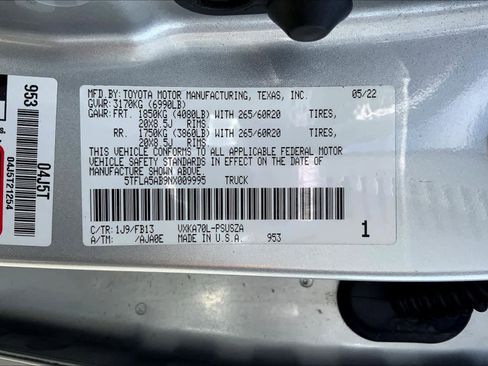 953
04J5T
04J5T21254
MFD.BY: TOYOTA MOTOR MANUFACTURING, TEXAS, INC. 05/22
GVWR: 3170KG (6990LB)
GAWR: FRT. 1850KG (4080LB) WITH 265/60R20 TIRES,
20X8.5J RIMS.
RR. 1750KG (3860LB) WITH 265/60R20 TIRES,
20X8.5J RIMS.
THIS VEHICLE CONFORMS TO ALL APPLICABLE FEDERAL MOTOR
VEHICLE SAFETY STANDARDS IN EFFECT ON THE DATE OF
MANUFACTURE SHOWN ABOVE.
5TFLA5AB9NX009995 TRUCK
C/TR: 1J9/FB13 VXKA70L-PSUSZA
A/TM: /AJA0E MADE IN U.S.A. 953
1